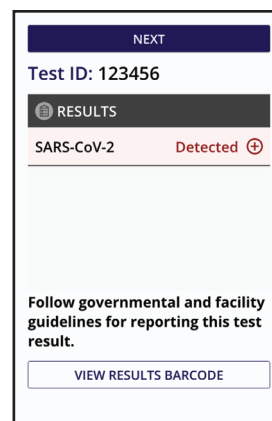 NEXT
Test ID: 123456
RESULTS
SARS-CoV-2 Detected
Follow governmental and facility
guidelines for reporting this test
result.
VIEW RESULTS BARCODE